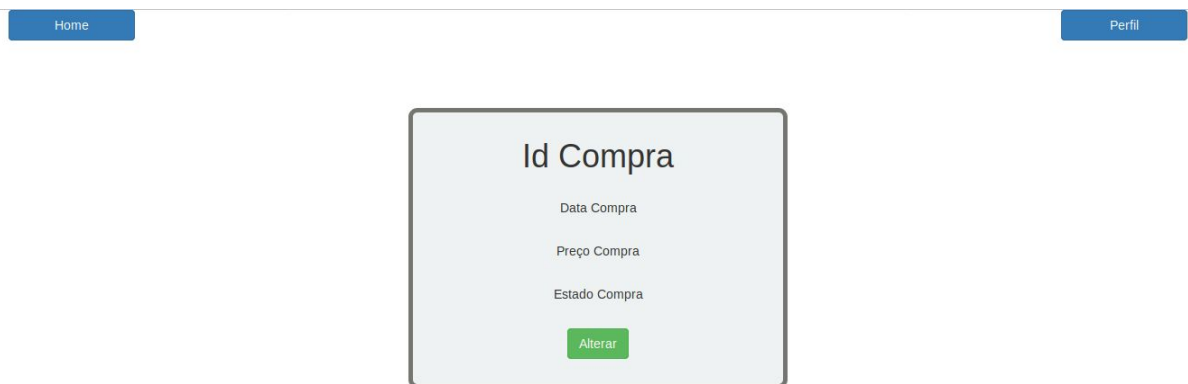 Home
Perfil
Id Compra
Data Compra
Preço Compra
Estado Compra
Alterar